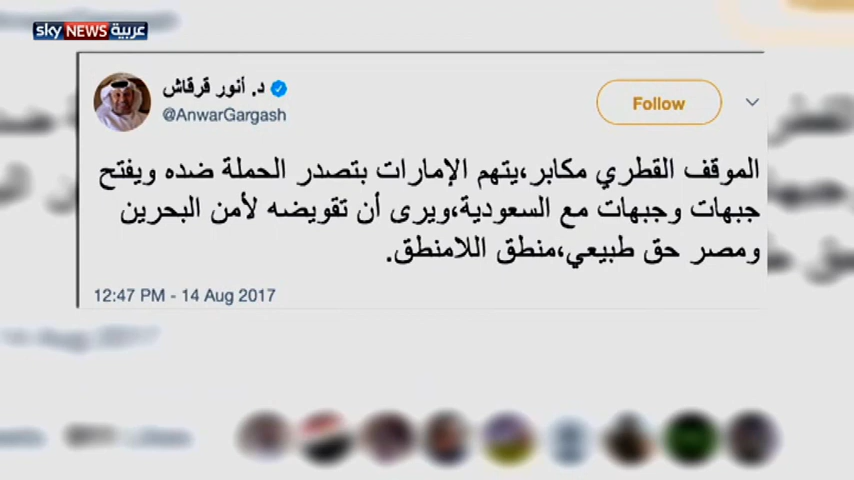 sky NEWS عربية
د. أنور قرقاش
@AnwarGargash
Follow
الموقف القطري مكابر،يتهم الإمارات بتصدر الحملة ضده ويفتح
جبهات وجبهات مع السعودية،ويرى أن تقويضه لأمن البحرين
ومصر حق طبيعي،منطق اللامنطق.
12:47 PM - 14 Aug 2017